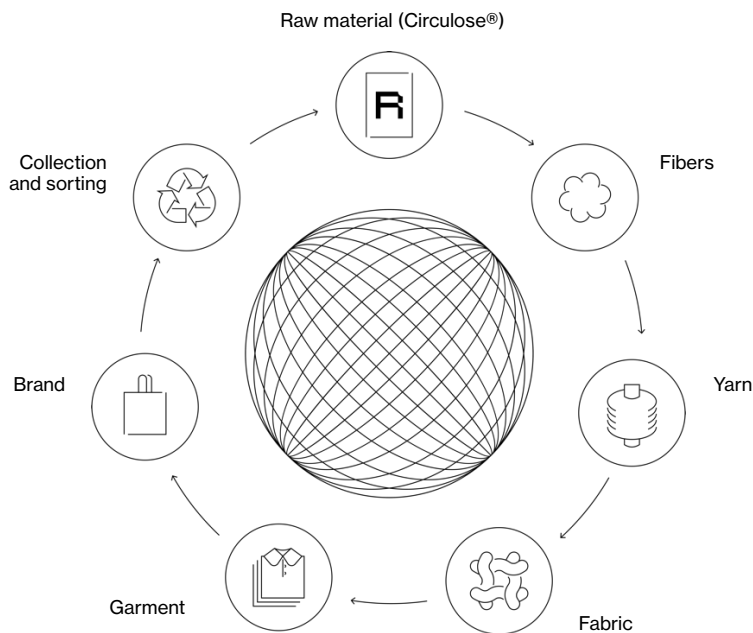 Raw material (Circulose®)
R
Collection
and sorting
Fibers
Brand
Yarn
Garment
Fabric